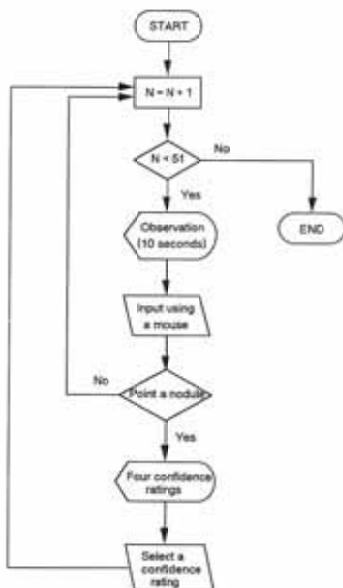 START
N = N + 1
N < 51
No
Yes
Observation
(10 seconds)
END
Input using
a mouse
Point a nodule
No
Yes
Four confidence
ratings
Select a
confidence
rating